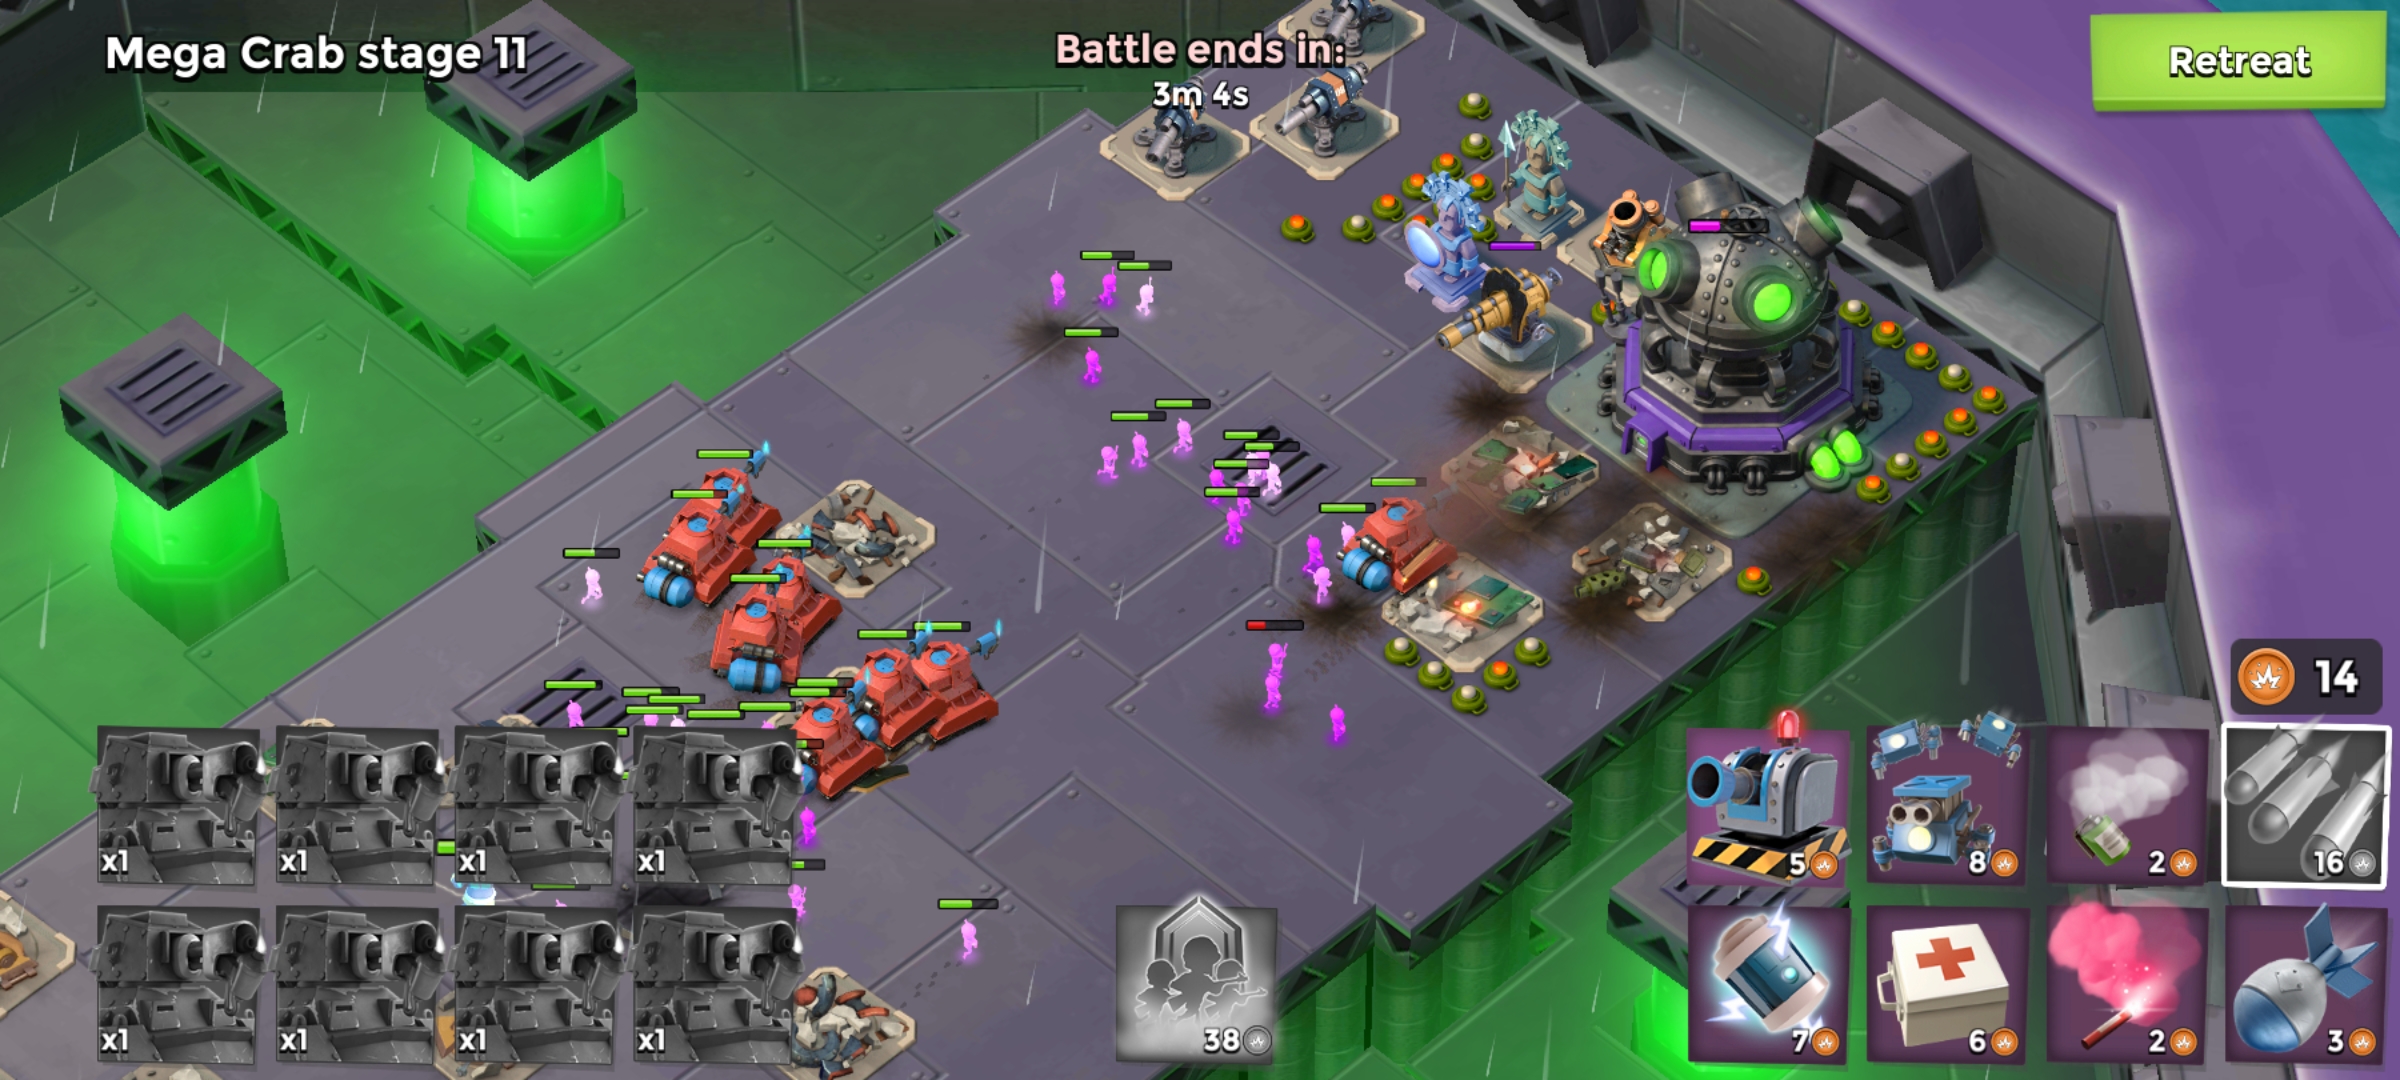 Mega Crab stage 11
Battle ends in:
3m 4s
Retreat
14
x1
x1
x1
x1
5
8
2
16
x1
x1
x1
x1
38
7
6
2
3